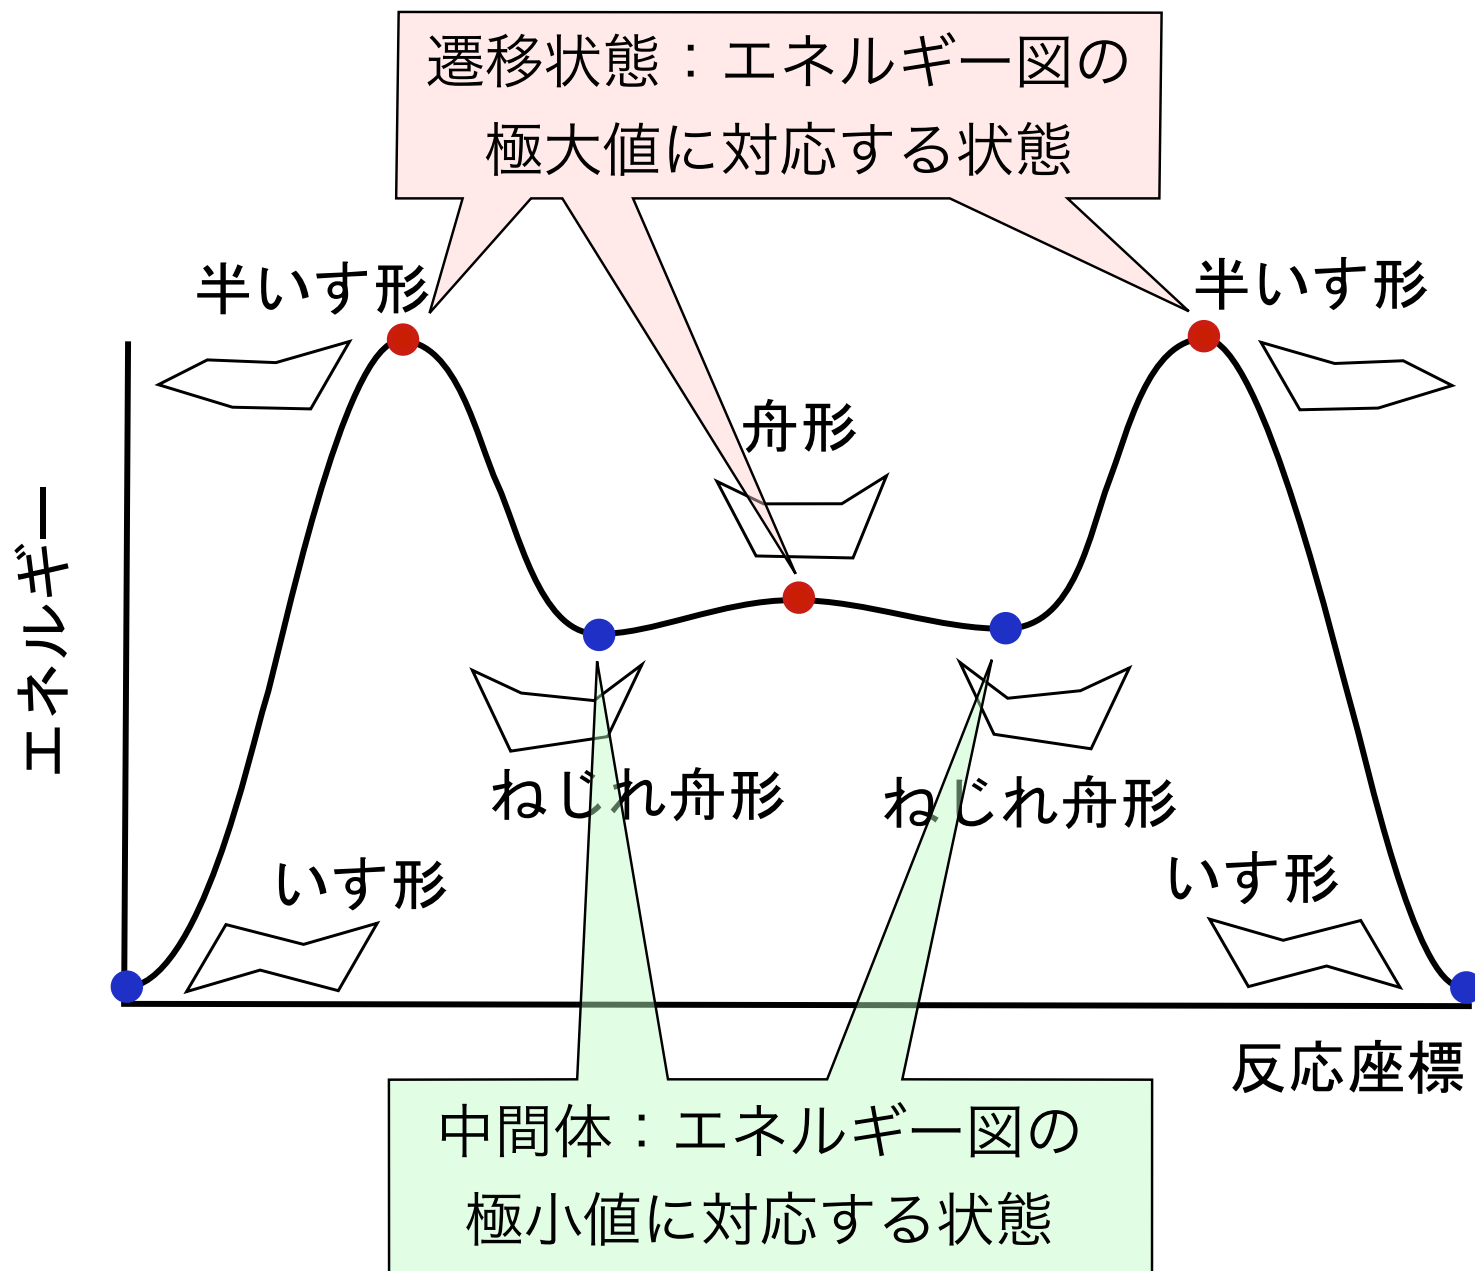 遷移状態：エネルギー図の
極大値に対応する状態
半いす形
半いす形
舟形
エネルギー
ねじれ舟形
ねじれ舟形
いす形
いす形
反応座標
中間体：エネルギー図の
極小値に対応する状態